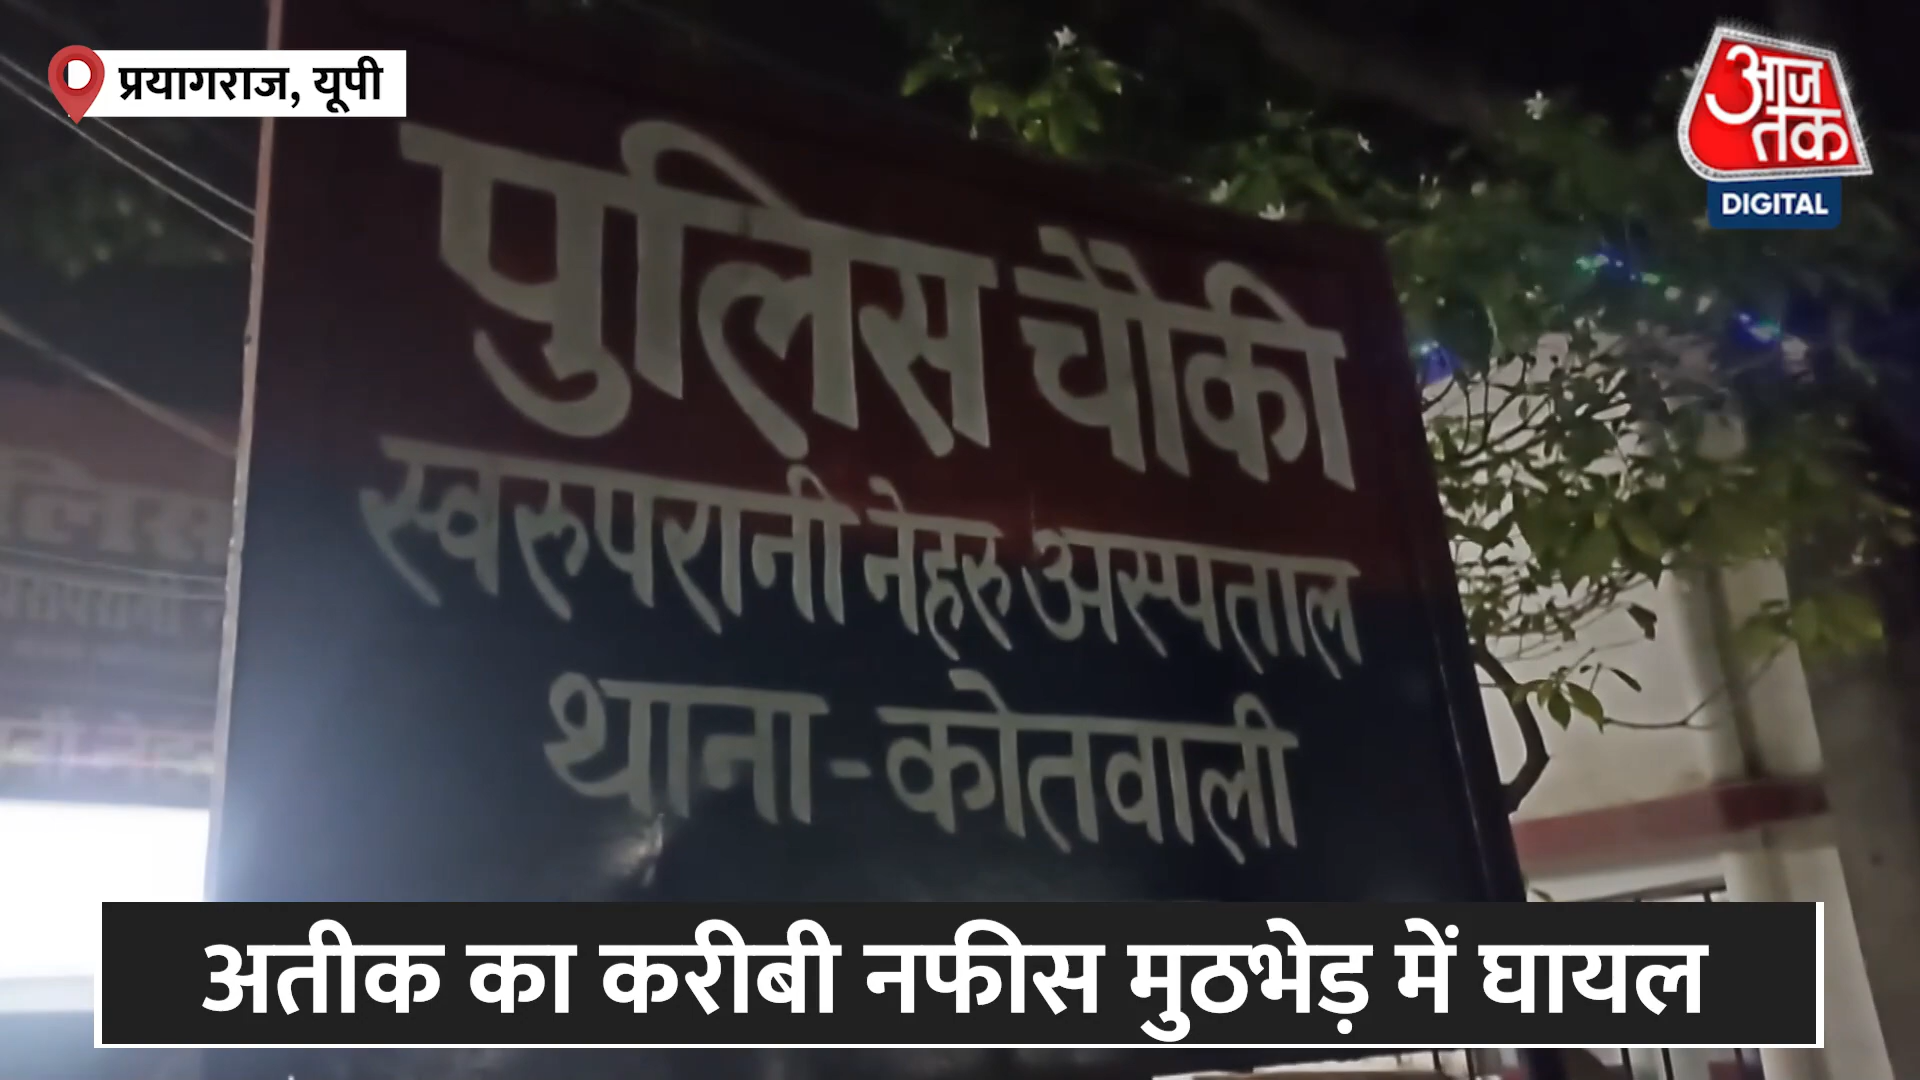 प्रयागराज, यूपी
आज
तक
DIGITAL
पुलिस चौकी
स्वरुपरानी नेहरु अस्पताल
थाना-कोतवाली
अतीक का करीबी नफीस मुठभेड़ में घायल